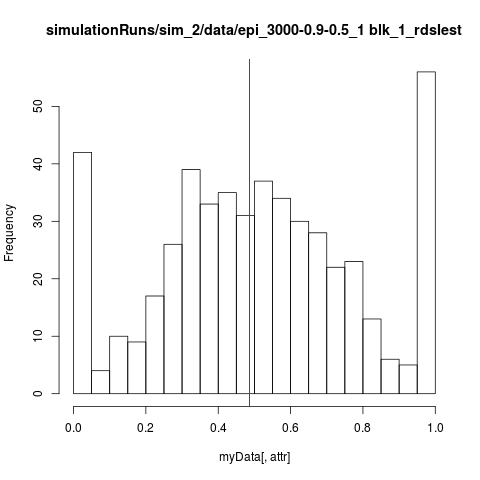 simulationRuns/sim_2/data/epi_3000-0.9-0.5_1 blk_1_rdslest
Frequency
50
40
30
20
10
0
0.0 0.2 0.4 0.6 0.8 1.0
myData[, attr]